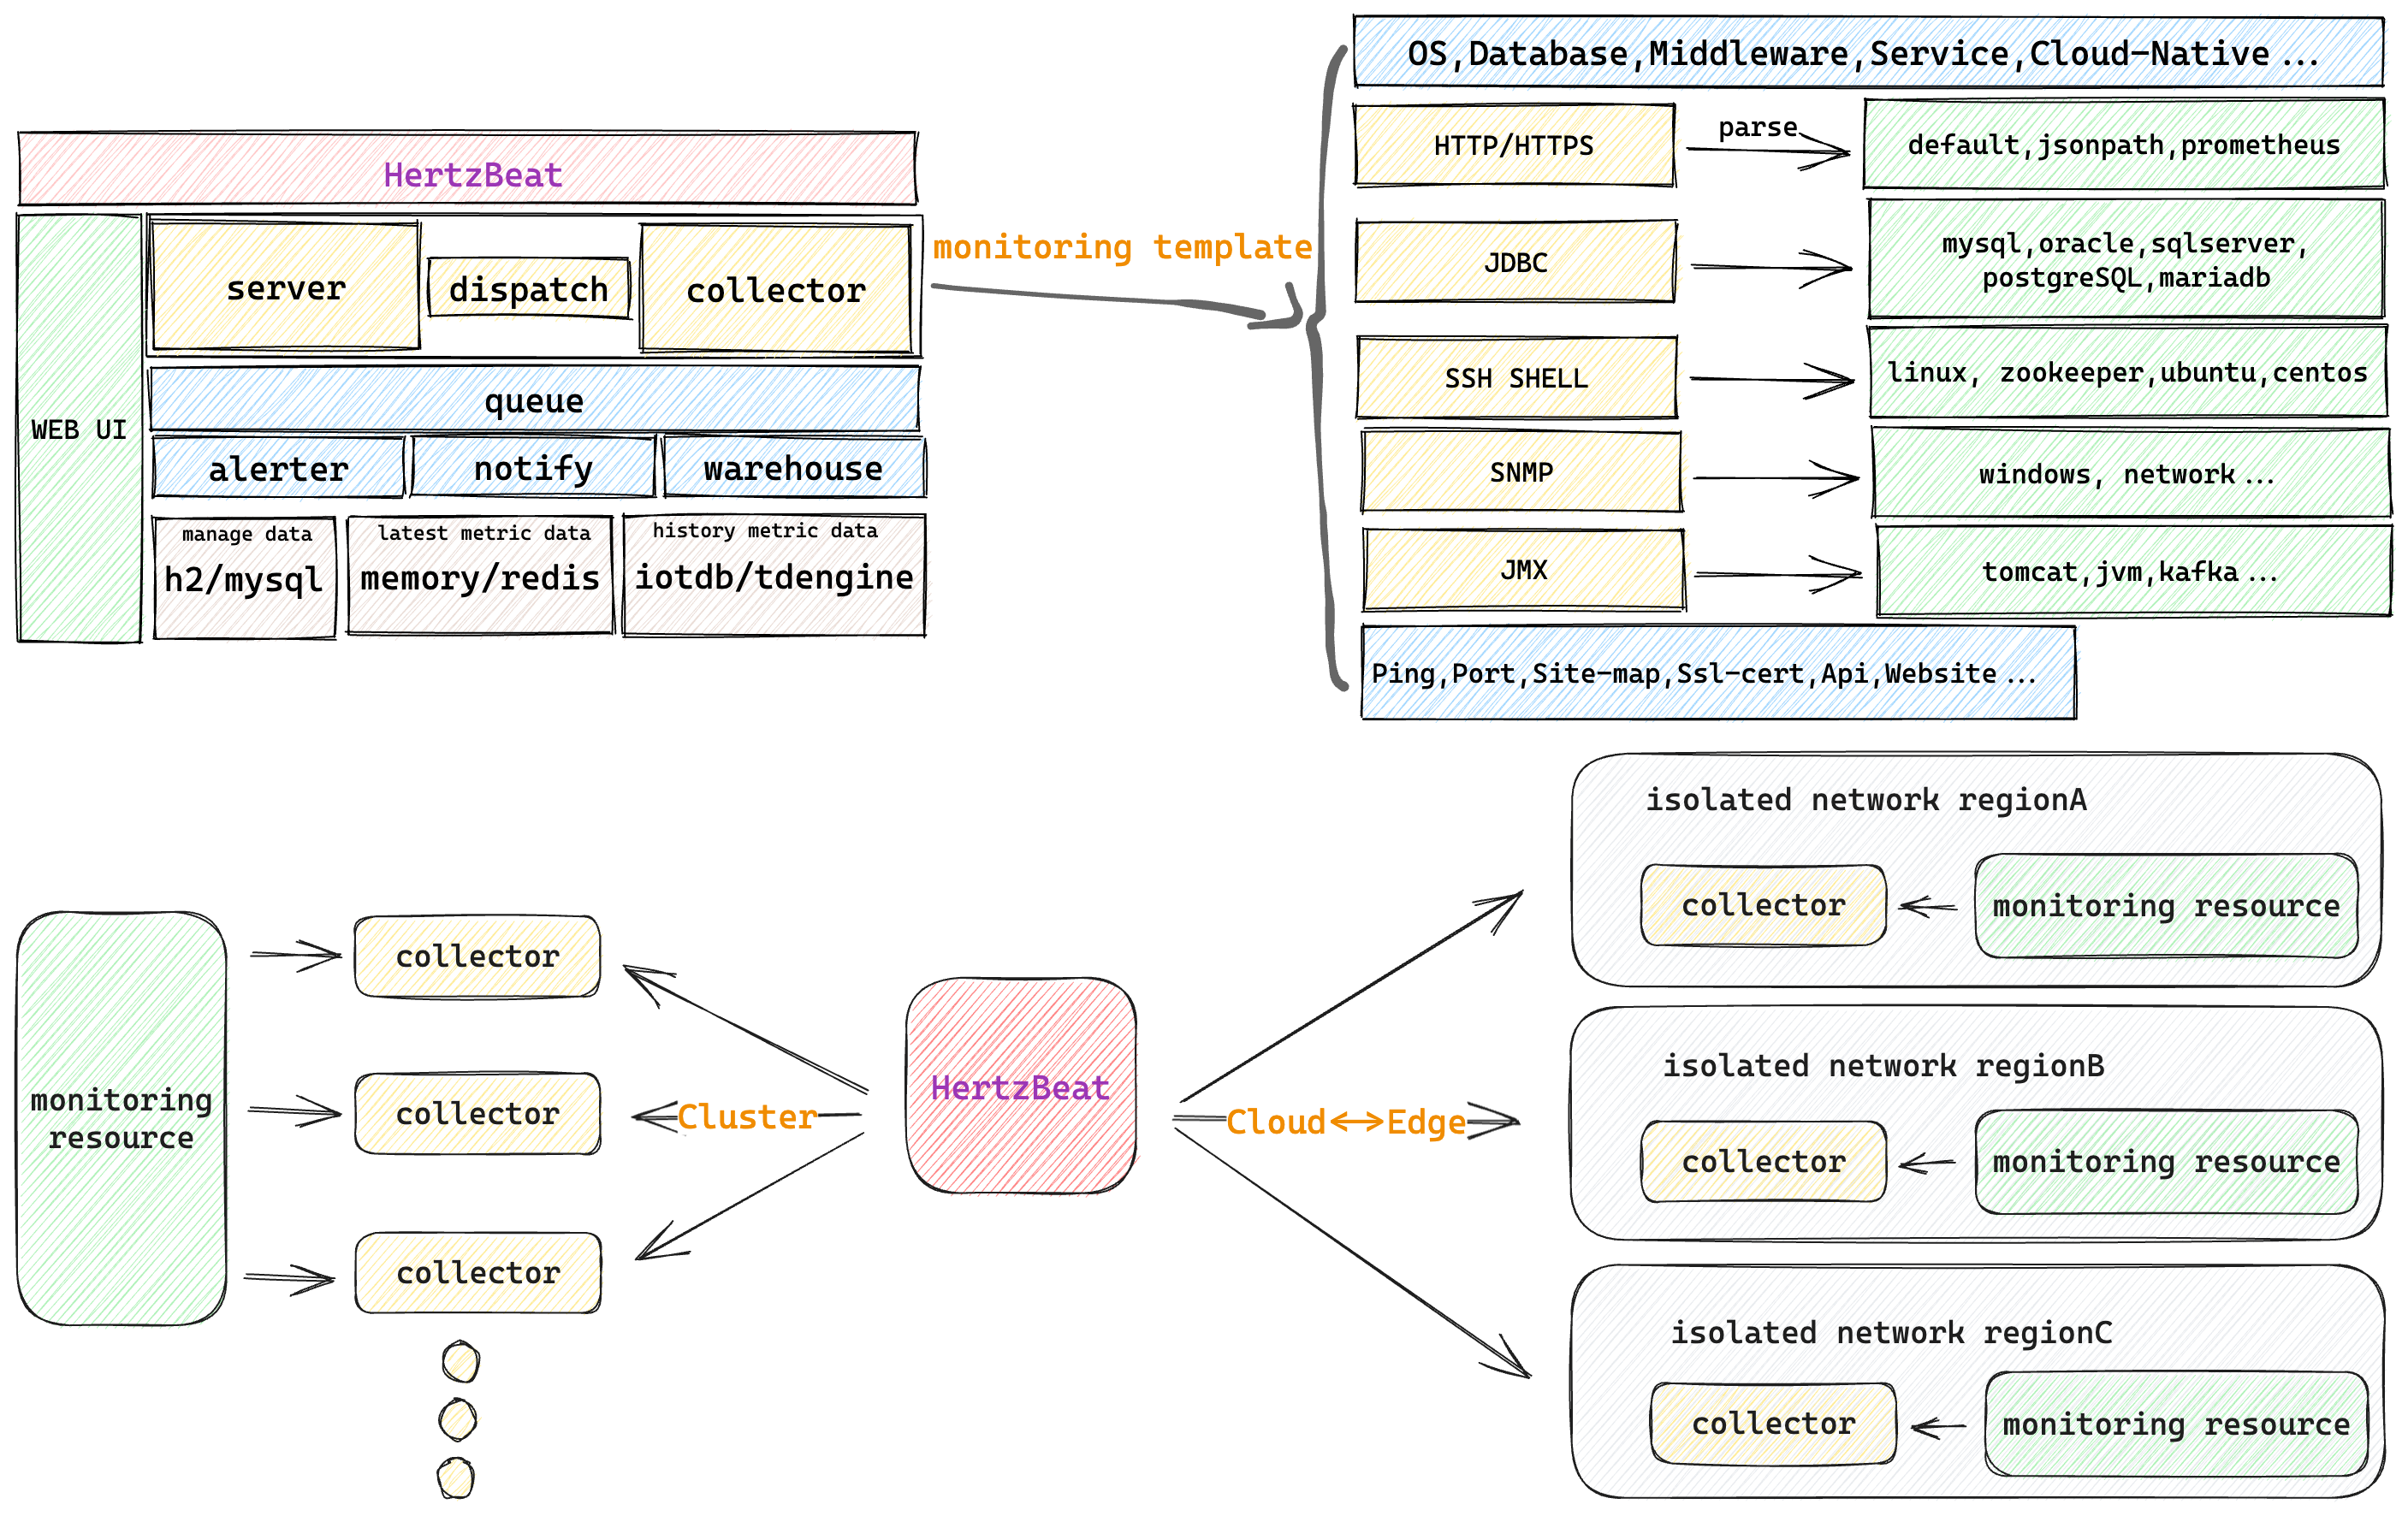 HertzBeat
WEB UI
server
dispatch
collector
queue
alerter
notify
warehouse
manage data
h2/mysql
latest metric data
memory/redis
history metric data
iotdb/tdengine
monitoring template
OS,Database,Middleware,Service,Cloud-Native...
HTTP/HTTPS
parse
default,jsonpath,prometheus
JDBC
mysql,oracle,sqlserver,
postgreSQL,mariadb
SSH SHELL
linux, zookeeper,ubuntu,centos
SNMP
windows, network...
JMX
tomcat,jvm,kafka...
Ping,Port,Site-map,Ssl-cert,Api,Website...
monitoring
resource
collector
collector
collector
Cluster
HertzBeat
Cloud<->Edge
isolated network regionA
collector
monitoring resource
isolated network regionB
collector
monitoring resource
isolated network regionC
collector
monitoring resource